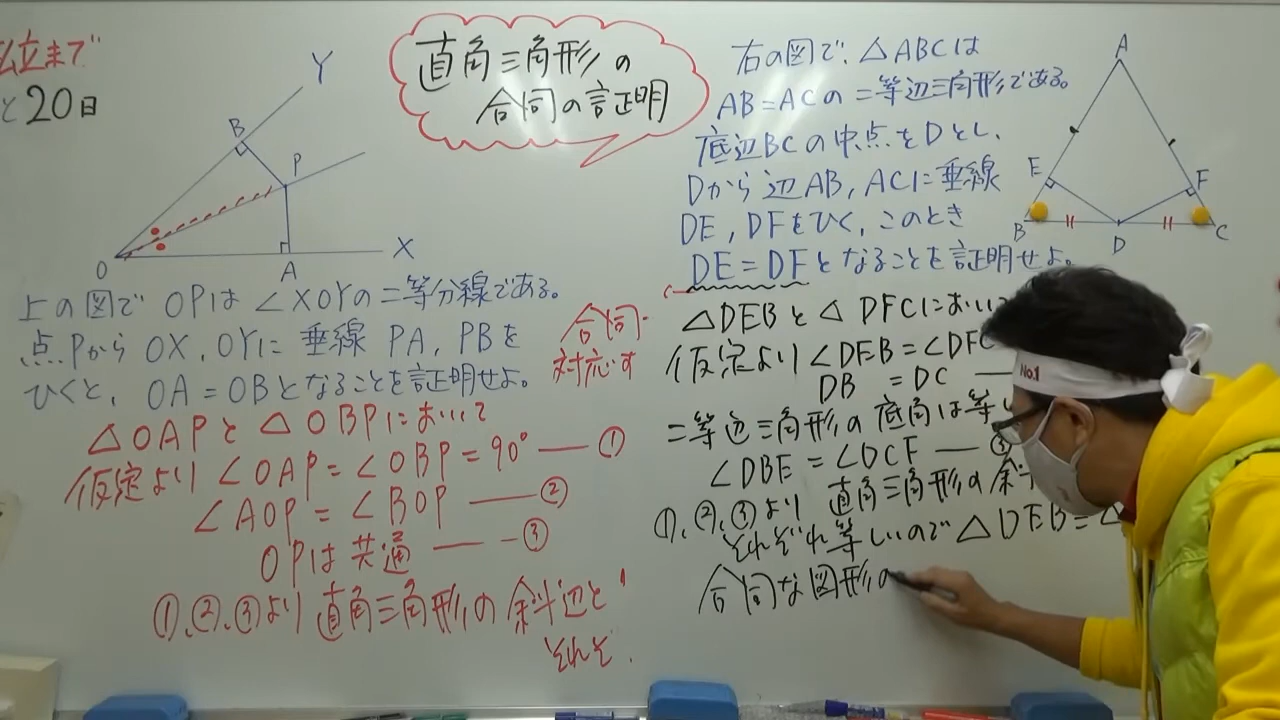 私立まで
と20日
直角三角形の
合同の証明
Y
B
P
O
A
X
上の図で OPは ∠XOYの二等分線である。
点Pから OX, OYに 垂線 PA, PBを
ひくと, OA=OBとなることを証明せよ。
△OAPと △OBPにおいて
仮定より ∠OAP=∠OBP=90° ―①
∠AOP=∠BOP ―②
OPは共通 ―③
①,②,③より 直角三角形の 斜辺と1
それぞ
合同.
対応す
右の図で, △ABCは
AB=ACの二等辺三角形である。
底辺BCの中点をDとし,
Dから辺AB, ACに垂線
DE, DFをひく, このとき
DE=DFとなることを証明せよ。
A
E
F
B
D
C
△DEBと△DFCにおい
仮定より∠DEB=∠DFC
DB =DC ―
二等辺三角形の底角は等し
∠DBE=∠DCF ―③
①,②,③より 直角三角形の斜
それぞれ等しいので△DEB≡△
合同な図形の
No.1